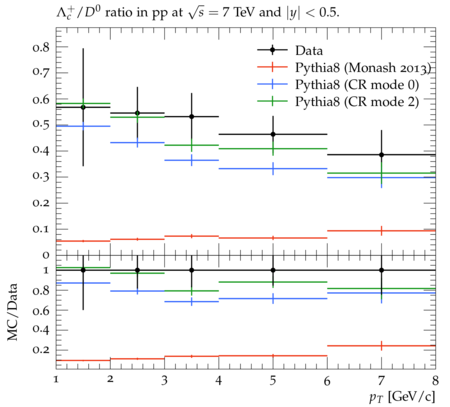 Λc+/D0 ratio in pp at √s = 7 TeV and |y| < 0.5.
0.8
Data
Pythia8 (Monash 2013)
0.7
Pythia8 (CR mode 0)
Pythia8 (CR mode 2)
0.6
0.5
0.4
0.3
0.2
0.1
0
1
0.8
0.6
0.4
0.2
MC/Data
1 2 3 4 5 6 7 8
pT [GeV/c]